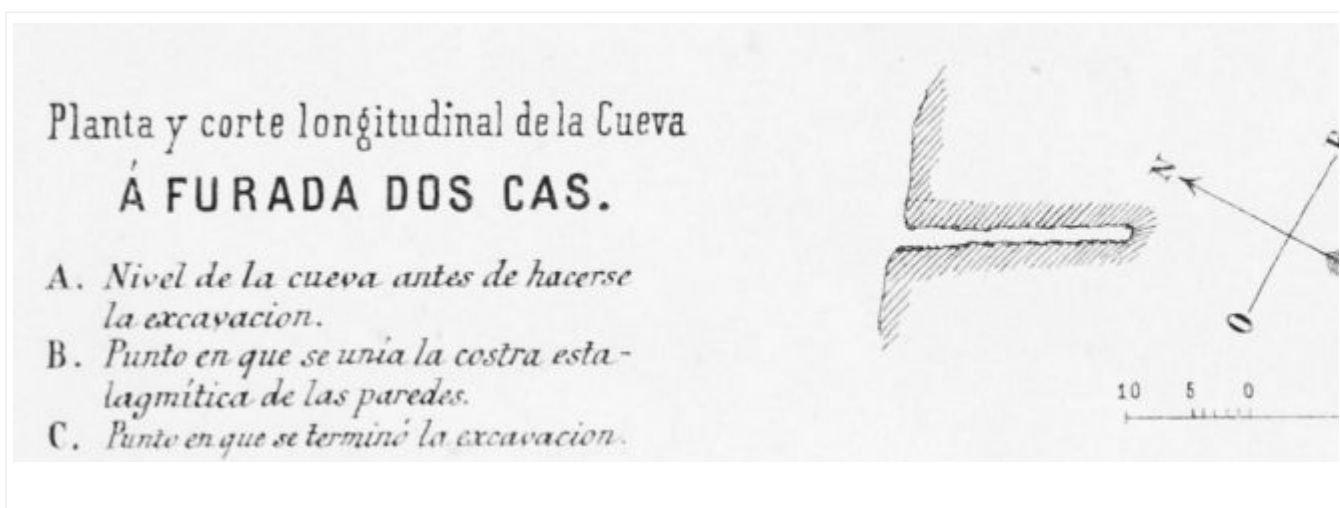 Planta y corte longitudinal de la Cueva
Á FURADA DOS CAS.
A. Nivel de la cueva antes de hacerse
la excavacion.
B. Punto en que se unía la costra esta-
lagmítica de las paredes.
C. Punto en que se terminó la excavacion.
N
E
O
10 5 0